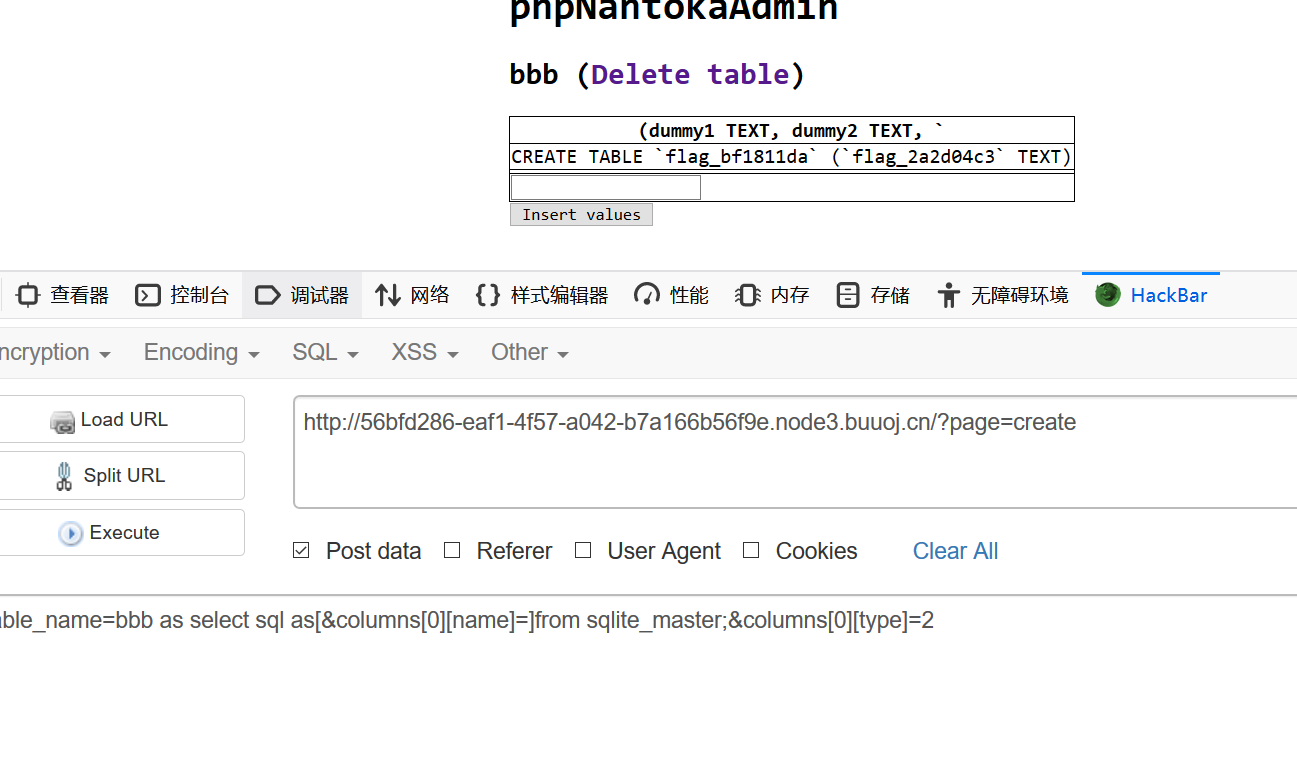 phpNantokaAdmin
bbb (Delete table)
(dummy1 TEXT, dummy2 TEXT, `
CREATE TABLE `flag_bf1811da` (`flag_2a2d04c3` TEXT)
Insert values
查看器 控制台 调试器 网络 样式编辑器 性能 内存 存储 无障碍环境 HackBar
ncryption Encoding SQL XSS Other
Load URL
http://56bfd286-eaf1-4f57-a042-b7a166b56f9e.node3.buuoj.cn/?page=create
Split URL
Execute
Post data Referer User Agent Cookies Clear All
able_name=bbb as select sql as[&columns[0][name]=]from sqlite_master;&columns[0][type]=2